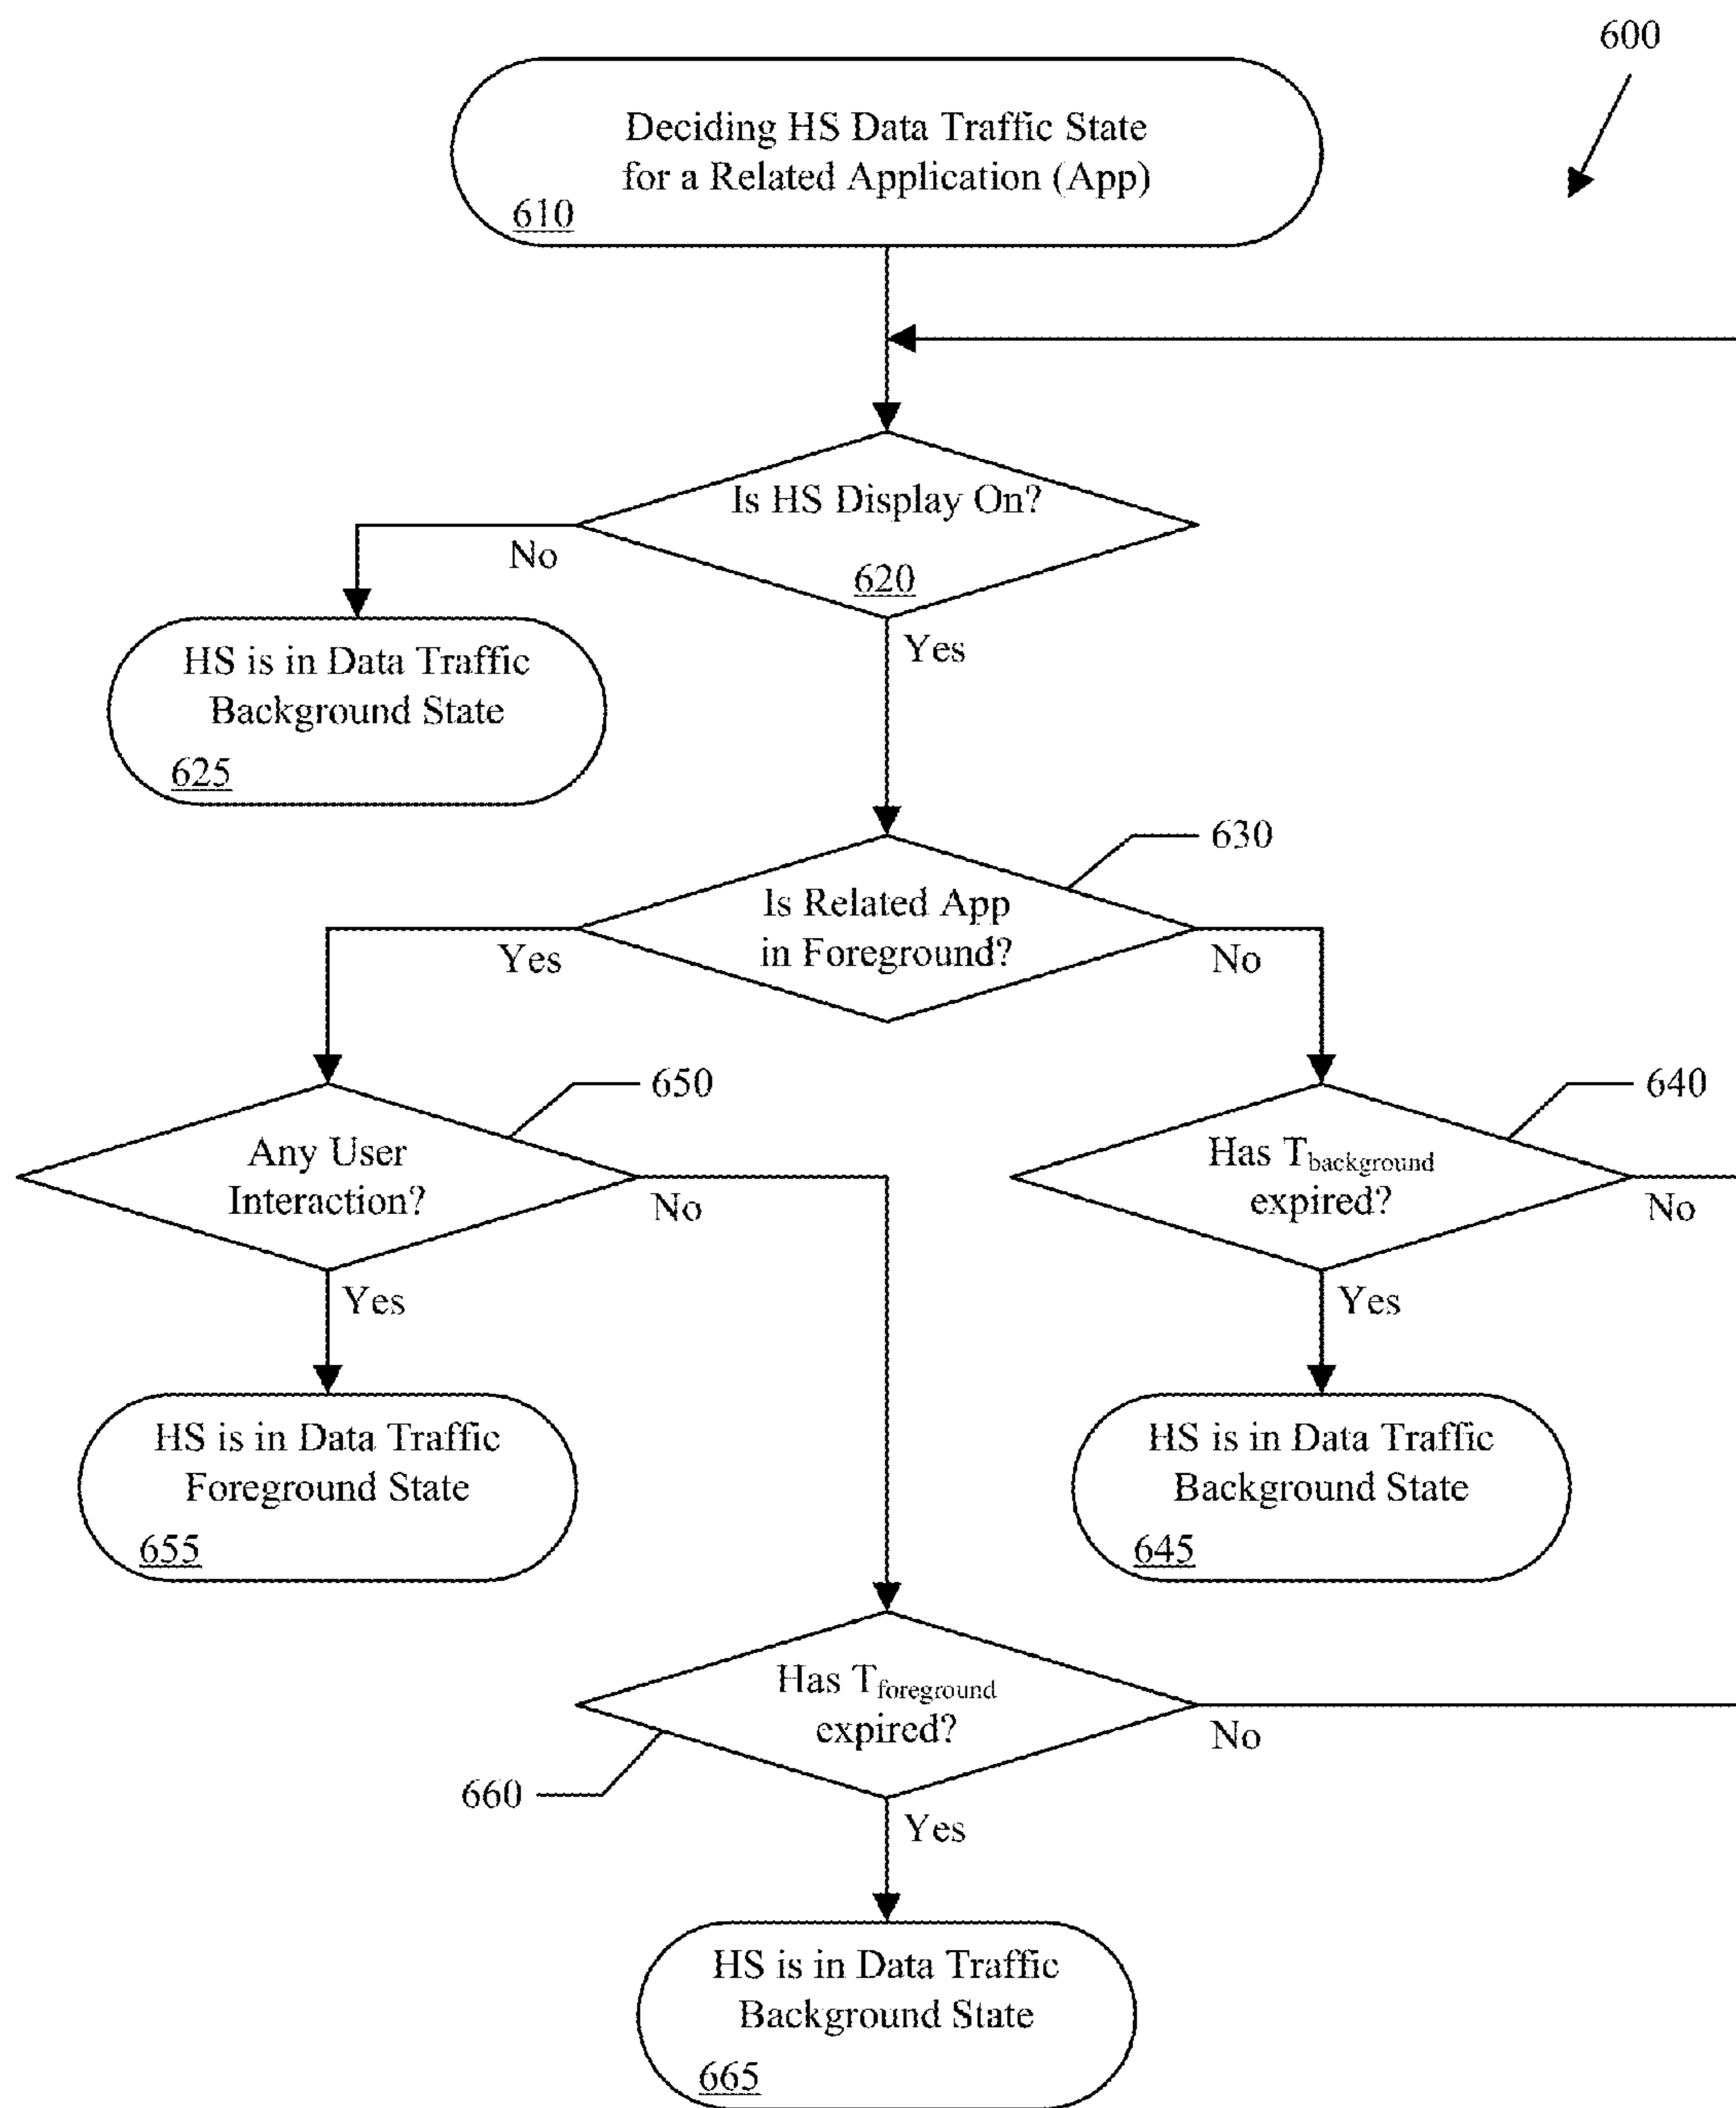 600
Deciding HS Data Traffic State
for a Related Application (App)
610
Is HS Display On?
620
No
Yes
HS is in Data Traffic
Background State
625
630
Is Related App
in Foreground?
Yes
No
650
Any User
Interaction?
No
Yes
640
Has Tbackground
expired?
No
Yes
HS is in Data Traffic
Foreground State
655
HS is in Data Traffic
Background State
645
Has Tforeground
expired?
No
660
Yes
HS is in Data Traffic
Background State
665